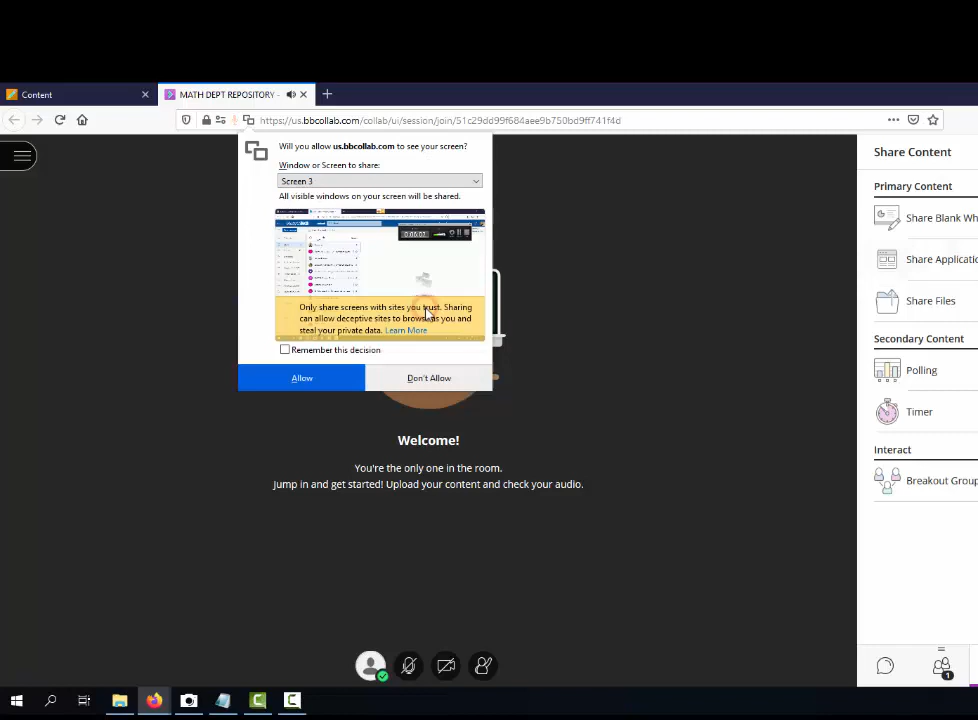 Content
MATH DEPT REPOSITORY -
https://us.bbcollab.com/collab/ui/session/join/51c29dd99f684aee9b750bd9ff741f4d
Will you allow us.bbcollab.com to see your screen?
Window or Screen to share:
Screen 3
All visible windows on your screen will be shared.
0:06:02
Only share screens with sites you trust. Sharing
can allow deceptive sites to browse as you and
steal your private data. Learn More
Remember this decision
Allow
Don't Allow
Welcome!
You're the only one in the room.
Jump in and get started! Upload your content and check your audio.
Share Content
Primary Content
Share Blank Wh
Share Applicatio
Share Files
Secondary Content
Polling
Timer
Interact
Breakout Group
1